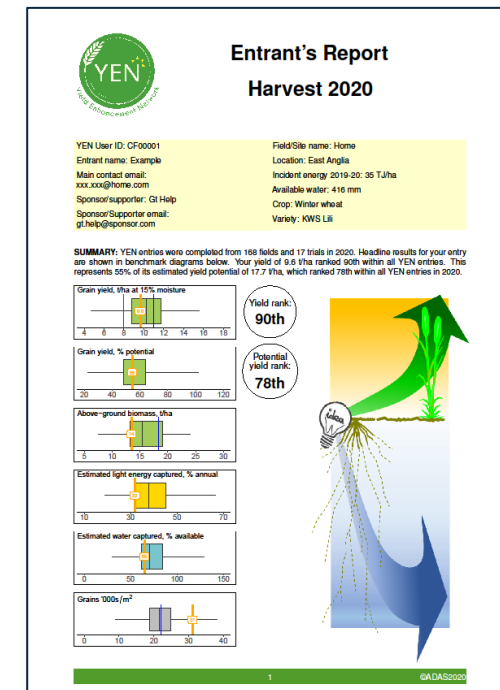 YEN
Yield Enhancement Network
Entrant's Report
Harvest 2020
YEN User ID: CF00001
Entrant name: Example
Main contact email:
xxx.xxx@home.com
Sponsor/supporter: Gt Help
Sponsor/Supporter email:
gt.help@sponsor.com
Field/Site name: Home
Location: East Anglia
Incident energy 2019-20: 35 TJ/ha
Available water: 416 mm
Crop: Winter wheat
Variety: KWS Lili
SUMMARY: YEN entries were completed from 168 fields and 17 trials in 2020. Headline results for your entry
are shown in benchmark diagrams below. Your yield of 9.6 t/ha ranked 90th within all YEN entries. This
represents 55% of its estimated yield potential of 17.7 t/ha, which ranked 78th within all YEN entries in 2020.
Grain yield, t/ha at 15% moisture
4 6 8 10 12 14 16 18
Yield rank:
90th
Grain yield, % potential
20 40 60 80 100 120
Potential
yield rank:
78th
Above-ground biomass, t/ha
5 10 15 20 25 30
Estimated light energy captured, % annual
10 30 50 70
Estimated water captured, % available
0 50 100 150
Grains '000s/m²
0 10 20 30 40
idea
1
©ADAS2020